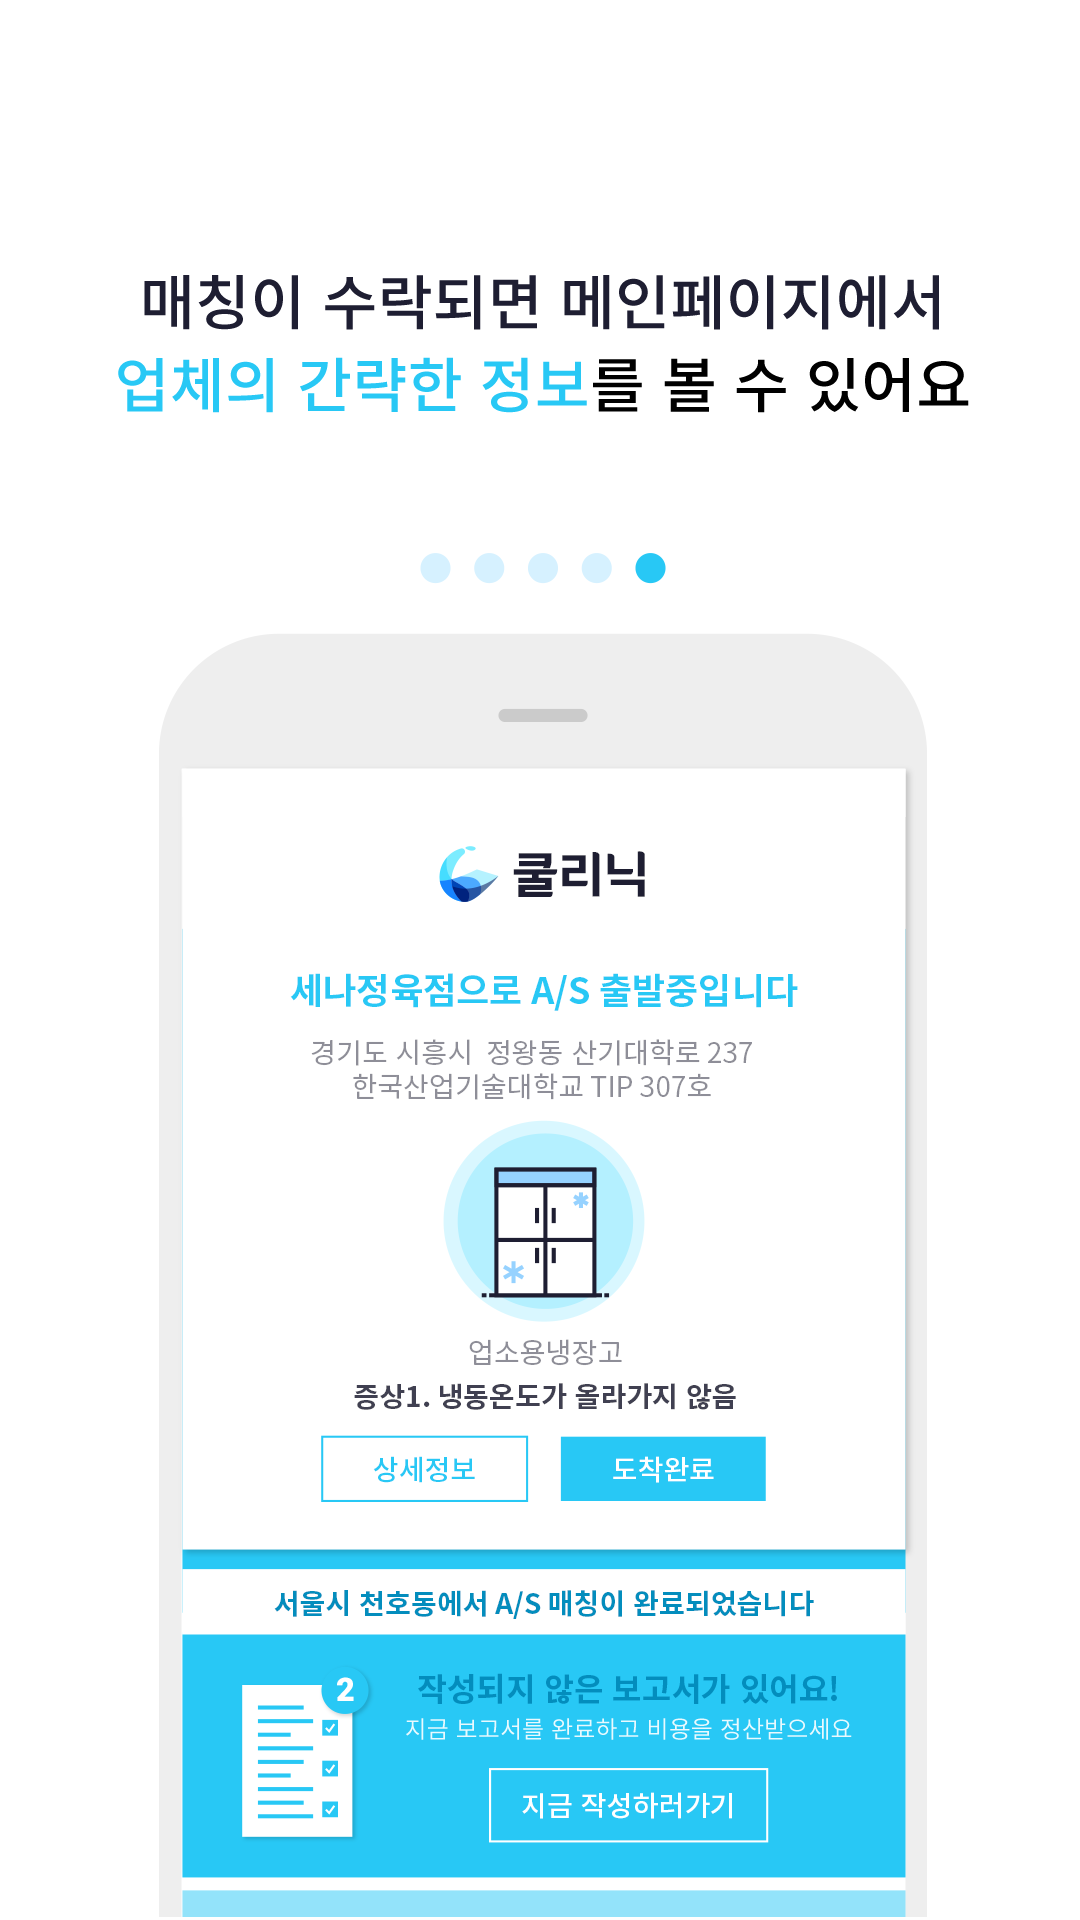 매칭이 수락되면 메인페이지에서
업체의 간략한 정보를 볼 수 있어요
쿨리닉
세나정육점으로 A/S 출발중입니다
경기도 시흥시 정왕동 산기대학로 237
한국산업기술대학교 TIP 307호
업소용냉장고
증상1. 냉동온도가 올라가지 않음
상세정보 도착완료
서울시 천호동에서 A/S 매칭이 완료되었습니다
2
작성되지 않은 보고서가 있어요!
지금 보고서를 완료하고 비용을 정산받으세요
지금 작성하러가기